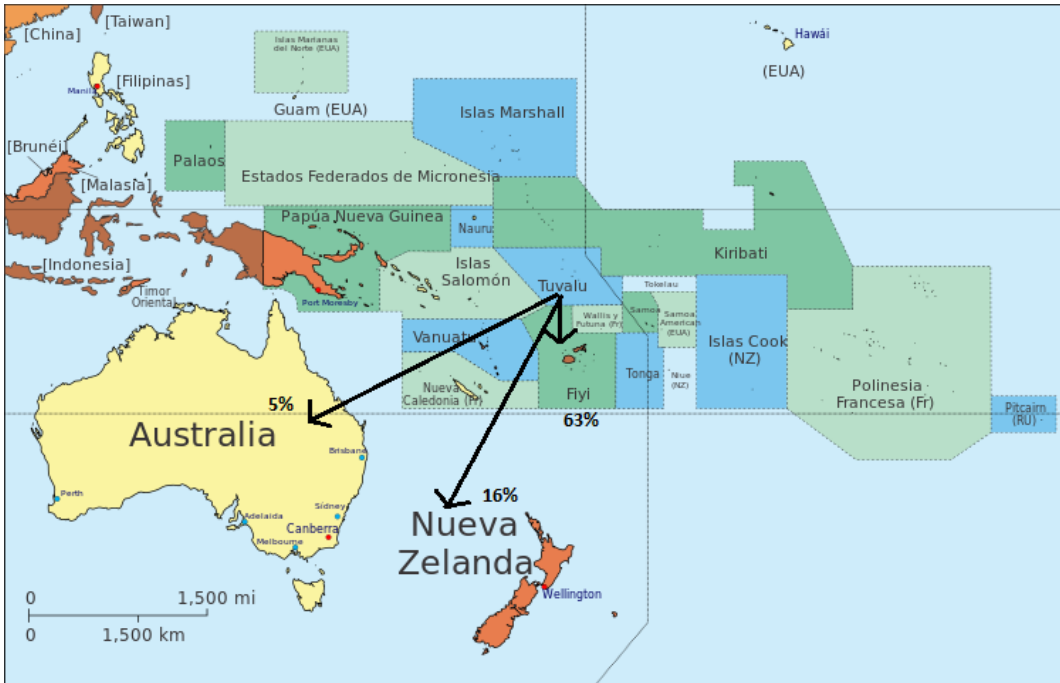 [Taiwan]
[China]
Islas Marianas
del Norte (EUA)
Hawái
(EUA)
[Filipinas]
Manila
Guam (EUA)
Islas Marshall
[Brunéi]
Palaos
Estados Federados de Micronesia
[Malasia]
Papúa Nueva Guinea
Nauru
Kiribati
[Indonesia]
Islas
Salomón
Tuvalu
Tokelau
Timor
Oriental
Port Moresby
Wallis y
Futuna (Fr)
Samoa
Samoa
American
(EUA)
Vanuatu
Islas Cook
(NZ)
Tonga
Niue
(NZ)
Nueva
Caledonia (Fr)
Fiyi
Polinesia
Francesa (Fr)
Pitcairn
(RU)
5%
63%
Australia
Brisbane
Perth
16%
Sídney
Adelaida
Canberra
Melbourne
Nueva
Zelanda
Wellington
0 1,500 mi
0 1,500 km